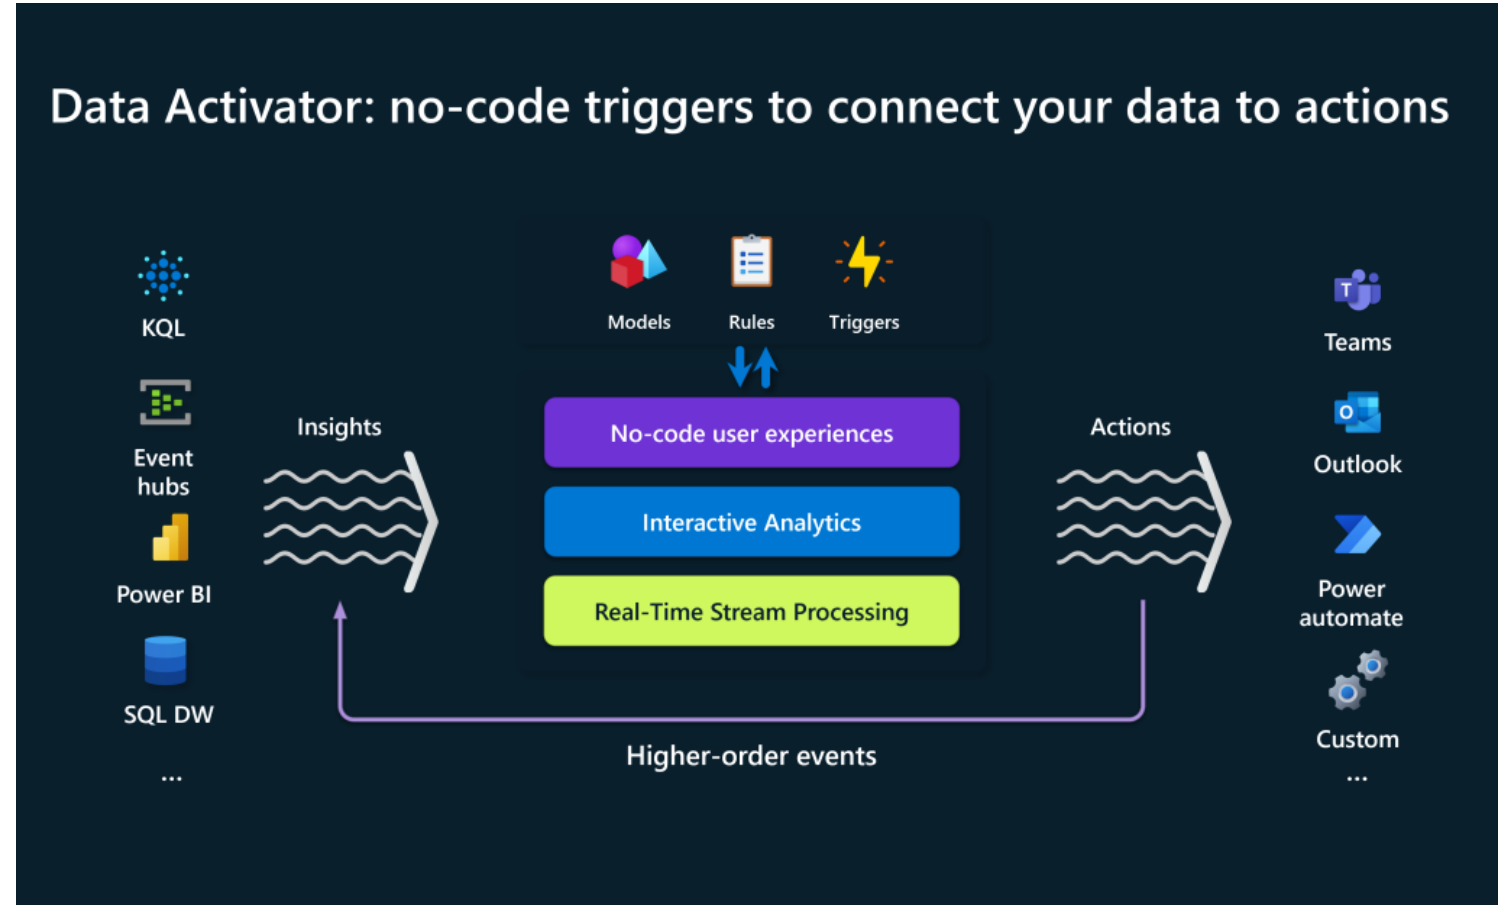 Data Activator: no-code triggers to connect your data to actions
KQL
Event
hubs
Power BI
SQL DW
...
Insights
Models
Rules
Triggers
No-code user experiences
Interactive Analytics
Real-Time Stream Processing
Higher-order events
Actions
T
Teams
O
Outlook
Power
automate
Custom
...